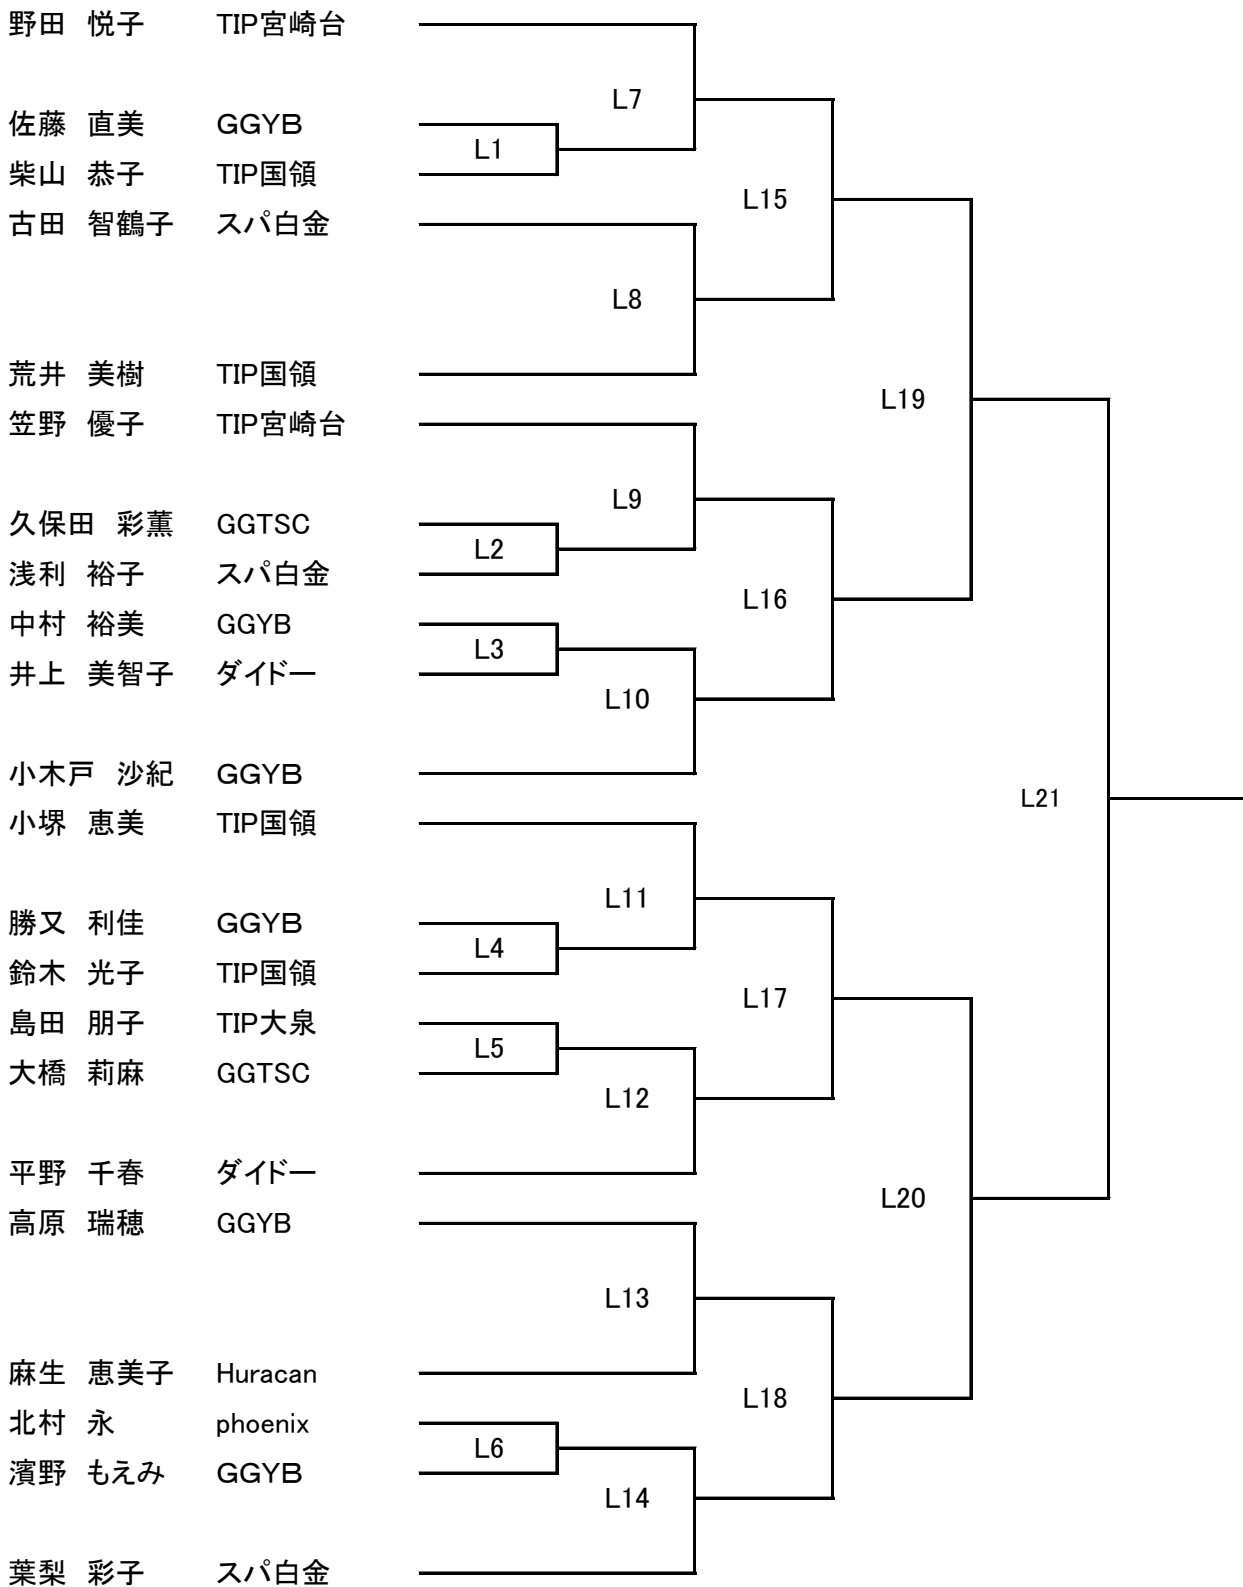 野田　悦子　TIP宮崎台
L7
佐藤　直美　GGYB
L1
柴山　恭子　TIP国領
L15
古田　智鶴子　スパ白金
L8
荒井　美樹　TIP国領
L19
笠野　優子　TIP宮崎台
L9
久保田　彩薫　GGTSC
L2
浅利　裕子　スパ白金
L16
中村　裕美　GGYB
L3
井上　美智子　ダイドー
L10
小木戸　沙紀　GGYB
L21
小堺　恵美　TIP国領
L11
勝又　利佳　GGYB
L4
鈴木　光子　TIP国領
L17
島田　朋子　TIP大泉
L5
大橋　莉麻　GGTSC
L12
平野　千春　ダイドー
L20
高原　瑞穂　GGYB
L13
麻生　恵美子　Huracan
L18
北村　永　phoenix
L6
濱野　もえみ　GGYB
L14
葉梨　彩子　スパ白金